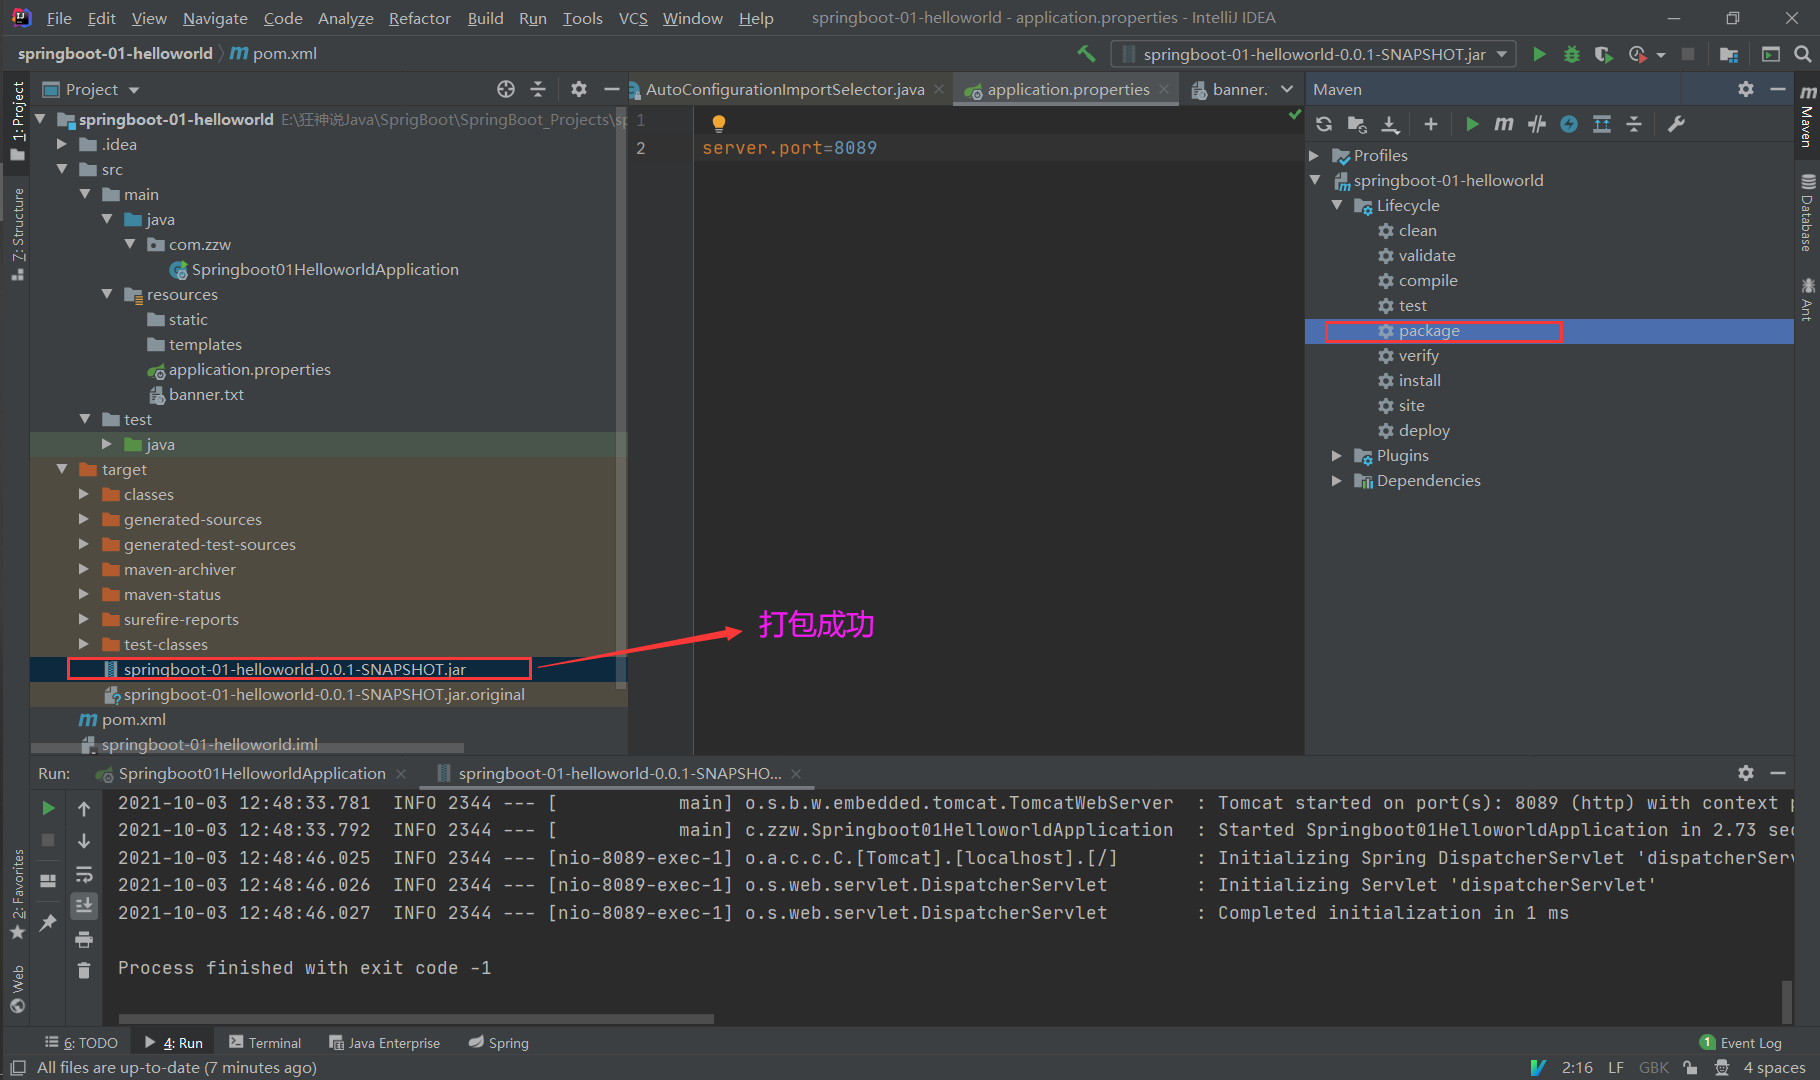 File Edit View Navigate Code Analyze Refactor Build Run Tools VCS Window Help springboot-01-helloworld - application.properties - IntelliJ IDEA
springboot-01-helloworld pom.xml springboot-01-helloworld-0.0.1-SNAPSHOT.jar
1: Project
Z: Structure
2: Favorites
Web
Project
springboot-01-helloworld E:\狂神说Java\SprigBoot\SpringBoot_Projects\sp
.idea
src
main
java
com.zzw
Springboot01HelloworldApplication
resources
static
templates
application.properties
banner.txt
test
java
target
classes
generated-sources
generated-test-sources
maven-archiver
maven-status
surefire-reports
test-classes
springboot-01-helloworld-0.0.1-SNAPSHOT.jar
springboot-01-helloworld-0.0.1-SNAPSHOT.jar.original
pom.xml
springboot-01-helloworld.iml
AutoConfigurationImportSelector.java application.properties banner.
1
2 server.port=8089
打包成功
Maven
Profiles
springboot-01-helloworld
Lifecycle
clean
validate
compile
test
package
verify
install
site
deploy
Plugins
Dependencies
Maven
Database
Ant
Run: Springboot01HelloworldApplication springboot-01-helloworld-0.0.1-SNAPSHO...
2021-10-03 12:48:33.781 INFO 2344 --- [ main] o.s.b.w.embedded.tomcat.TomcatWebServer : Tomcat started on port(s): 8089 (http) with context p
2021-10-03 12:48:33.792 INFO 2344 --- [ main] c.zzw.Springboot01HelloworldApplication : Started Springboot01HelloworldApplication in 2.73 sec
2021-10-03 12:48:46.025 INFO 2344 --- [nio-8089-exec-1] o.a.c.c.C.[Tomcat].[localhost].[/] : Initializing Spring DispatcherServlet 'dispatcherServ
2021-10-03 12:48:46.026 INFO 2344 --- [nio-8089-exec-1] o.s.web.servlet.DispatcherServlet : Initializing Servlet 'dispatcherServlet'
2021-10-03 12:48:46.027 INFO 2344 --- [nio-8089-exec-1] o.s.web.servlet.DispatcherServlet : Completed initialization in 1 ms
Process finished with exit code -1
6: TODO 4: Run Terminal Java Enterprise Spring 1 Event Log
All files are up-to-date (7 minutes ago) 2:16 LF GBK 4 spaces